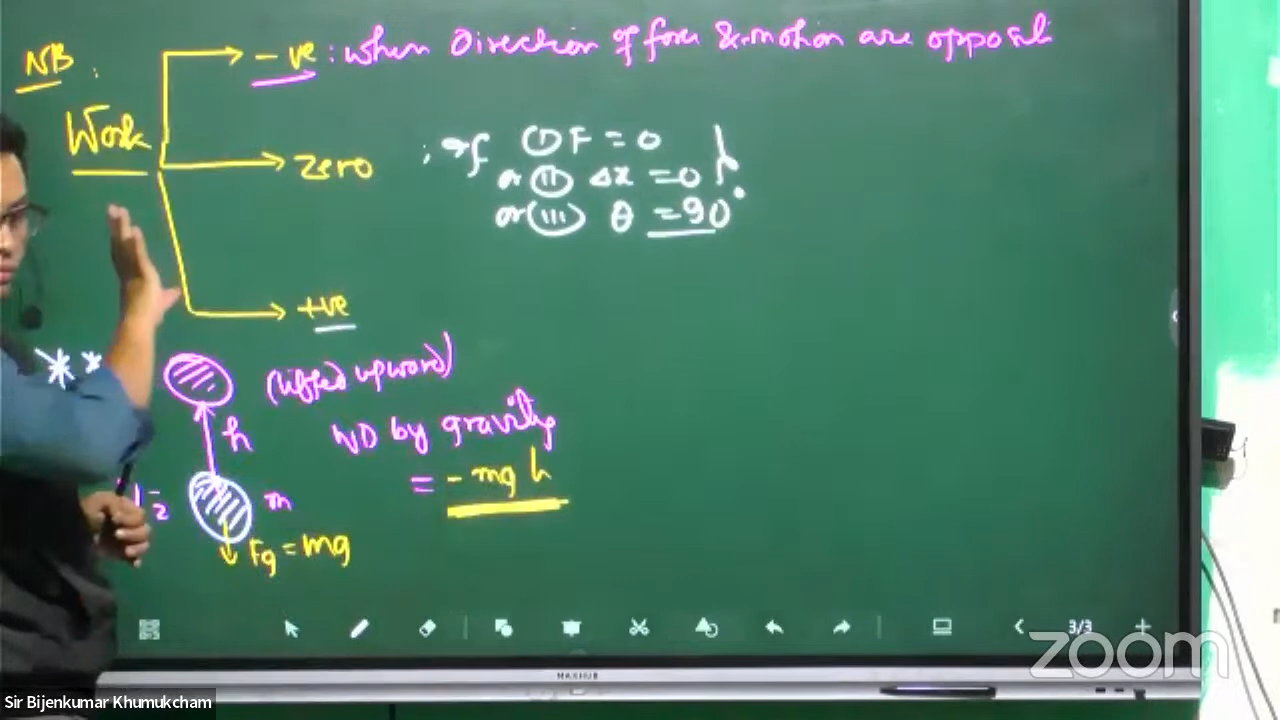 NB :
Work
-ve : when Direction of force & motion are opposit
zero : if (I) F = 0
or (II) Δx = 0
or (III) θ = 90°
+ve
(lifted upward)
h
WD by gravity
= - mg h
m
Fg = mg
3/3
MAXHUB
zoom
Sir Bijenkumar Khumukcham